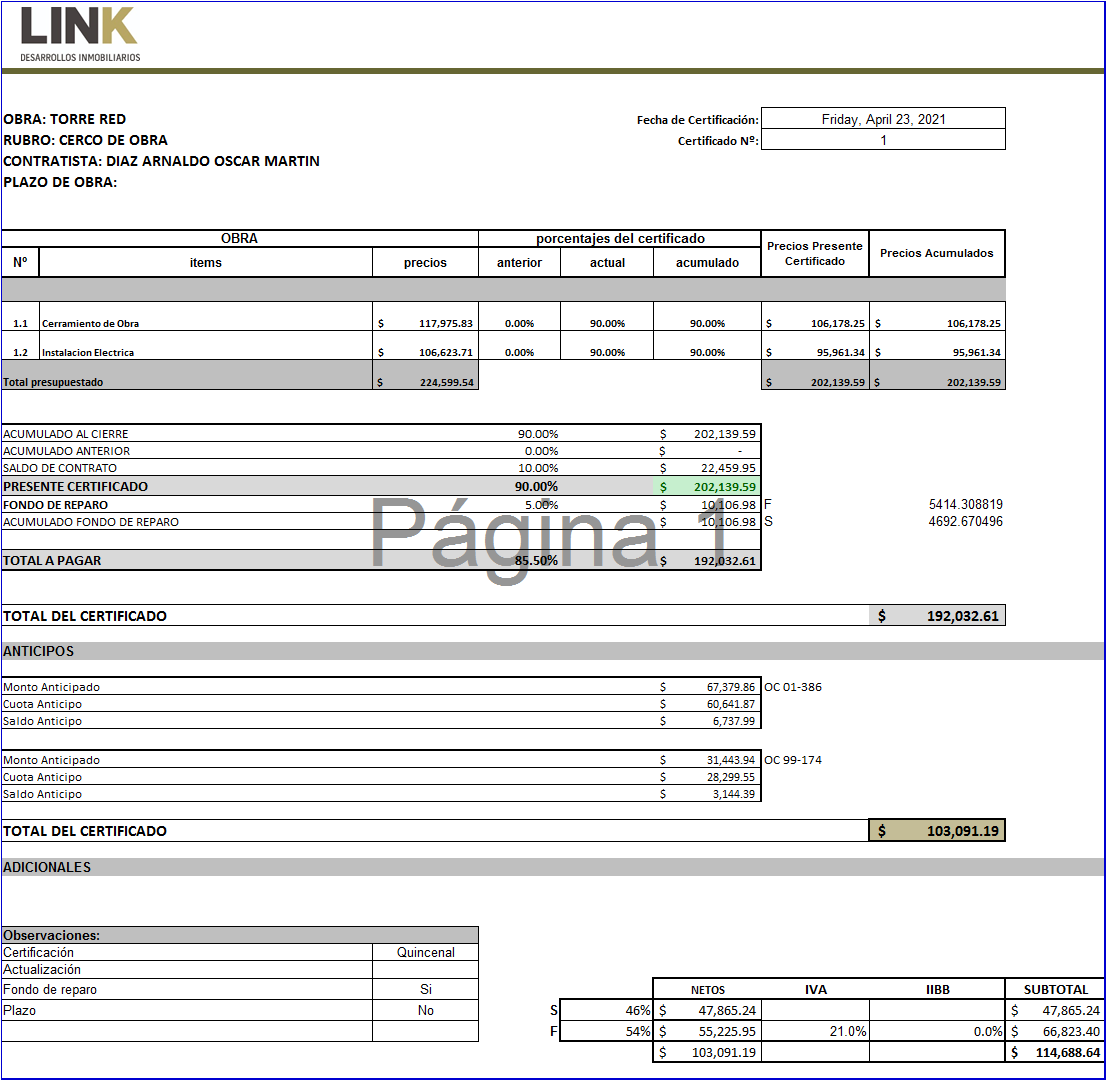 LINK
DESARROLLOS INMOBILIARIOS
OBRA: TORRE RED
Fecha de Certificación: Friday, April 23, 2021
RUBRO: CERCO DE OBRA
Certificado Nº: 1
CONTRATISTA: DIAZ ARNALDO OSCAR MARTIN
PLAZO DE OBRA:
OBRA porcentajes del certificado Precios Presente Certificado Precios Acumulados
Nº items precios anterior actual acumulado
1.1 Cerramiento de Obra $ 117,975.83 0.00% 90.00% 90.00% $ 106,178.25 $ 106,178.25
1.2 Instalacion Electrica $ 106,623.71 0.00% 90.00% 90.00% $ 95,961.34 $ 95,961.34
Total presupuestado $ 224,599.54 $ 202,139.59 $ 202,139.59
ACUMULADO AL CIERRE 90.00% $ 202,139.59
ACUMULADO ANTERIOR 0.00% $ -
SALDO DE CONTRATO 10.00% $ 22,459.95
PRESENTE CERTIFICADO 90.00% $ 202,139.59
FONDO DE REPARO 5.00% $ 10,106.98 F 5414.308819
ACUMULADO FONDO DE REPARO $ 10,106.98 S 4692.670496
Página 1
TOTAL A PAGAR 85.50% $ 192,032.61
TOTAL DEL CERTIFICADO $ 192,032.61
ANTICIPOS
Monto Anticipado $ 67,379.86 OC 01-386
Cuota Anticipo $ 60,641.87
Saldo Anticipo $ 6,737.99
Monto Anticipado $ 31,443.94 OC 99-174
Cuota Anticipo $ 28,299.55
Saldo Anticipo $ 3,144.39
TOTAL DEL CERTIFICADO $ 103,091.19
ADICIONALES
Observaciones:
Certificación Quincenal
Actualización
Fondo de reparo Si
Plazo No
NETOS IVA IIBB SUBTOTAL
S 46% $ 47,865.24 $ 47,865.24
F 54% $ 55,225.95 21.0% 0.0% $ 66,823.40
$ 103,091.19 $ 114,688.64